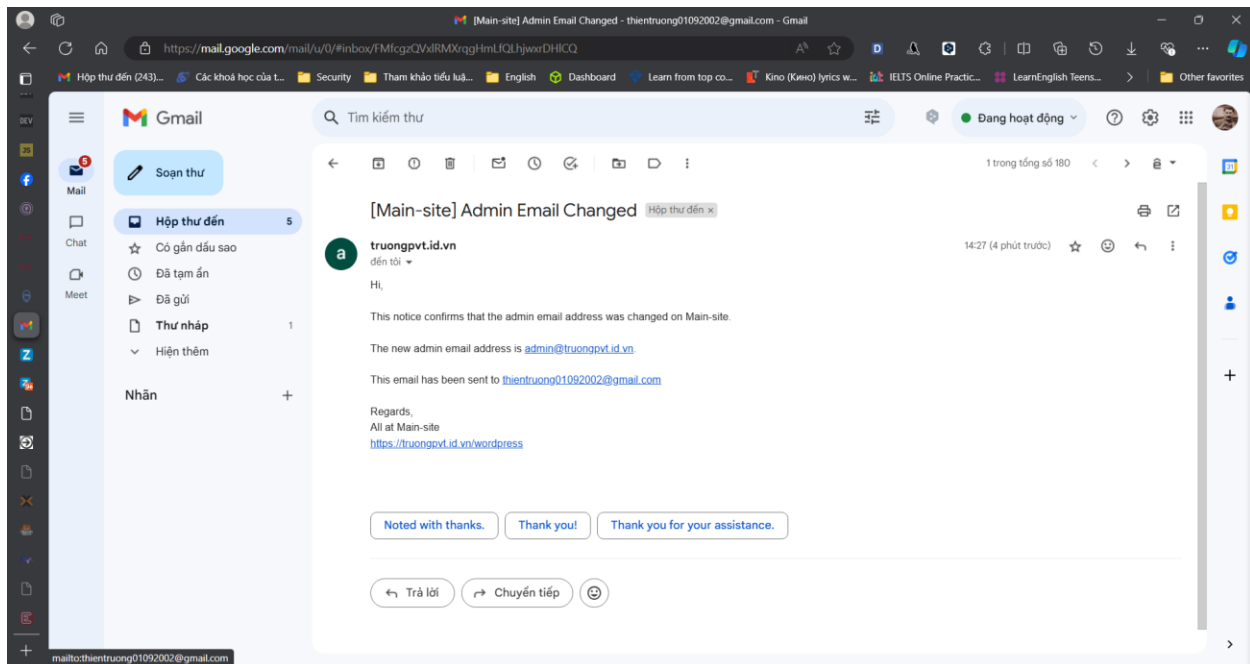 [Main-site] Admin Email Changed - thientruong01092002@gmail.com - Gmail
https://mail.google.com/mail/u/0/#inbox/FMfcgzQVxlRMXrqgHmLfQLhjwxrDHICQ
Hộp thư đến (243)...
Các khoá học của t...
Security
Tham khảo tiểu luậ...
English
Dashboard
Learn from top co...
Kino (Кино) lyrics w...
IELTS Online Practic...
LearnEnglish Teens...
Other favorites
Gmail
Tìm kiếm thư
Đang hoạt động
5
Mail
Chat
Meet
Soạn thư
Hộp thư đến 5
Có gắn dấu sao
Đã tạm ẩn
Đã gửi
Thư nháp 1
Hiện thêm
Nhãn
1 trong tổng số 180
[Main-site] Admin Email Changed Hộp thư đến ×
a
truongpvt.id.vn
14:27 (4 phút trước)
đến tôi
Hi,
This notice confirms that the admin email address was changed on Main-site.
The new admin email address is admin@truongpvt.id.vn.
This email has been sent to thientruong01092002@gmail.com
Regards,
All at Main-site
https://truongpvt.id.vn/wordpress
Noted with thanks.
Thank you!
Thank you for your assistance.
Trả lời
Chuyển tiếp
31
DEV
JS
mailto:thientruong01092002@gmail.com